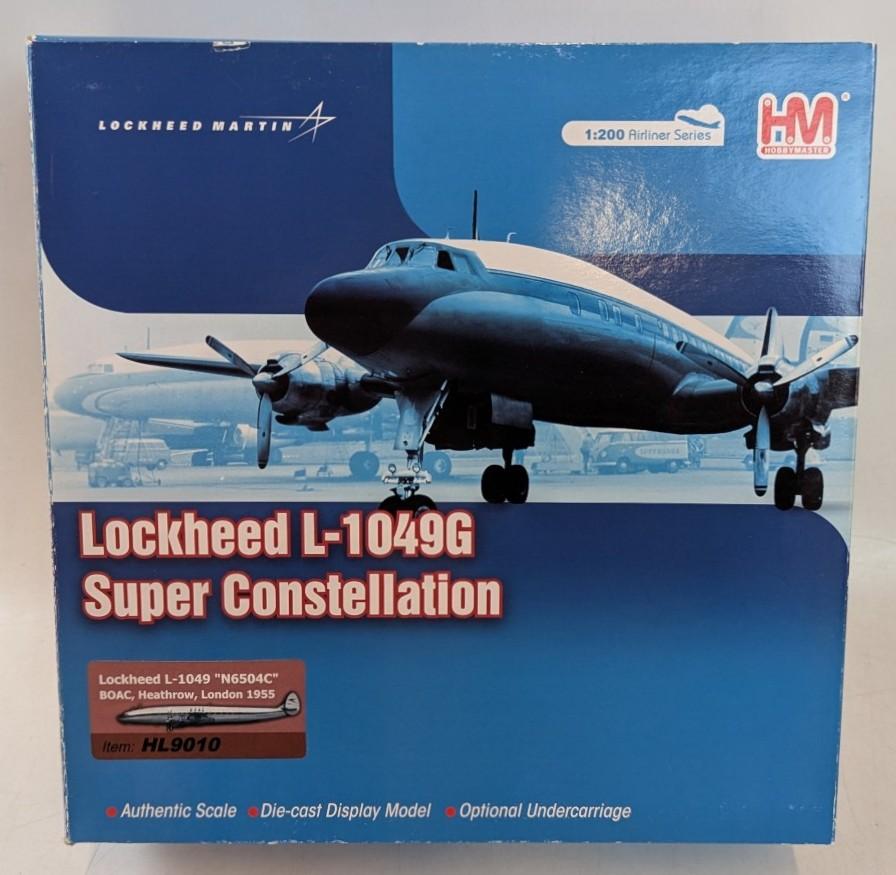 LOCKHEED MARTIN
1:200 Airliner Series
HM®
HOBBYMASTER
Lockheed L-1049G
Super Constellation
Lockheed L-1049 "N6504C"
BOAC, Heathrow, London 1955
Item: HL9010
Authentic Scale
Die-cast Display Model
Optional Undercarriage